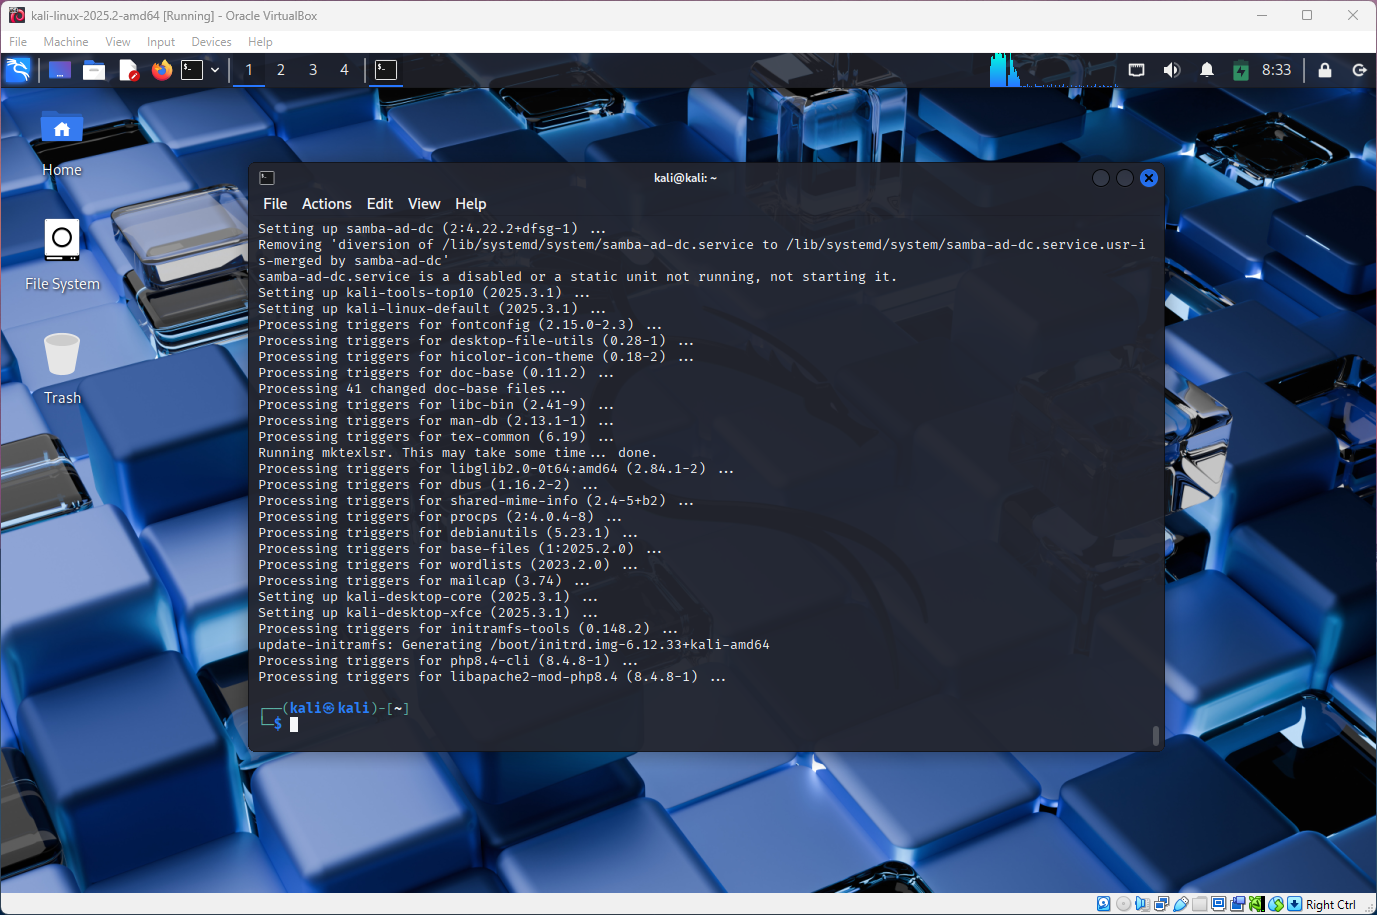 kali-linux-2025.2-amd64 [Running] - Oracle VirtualBox
File Machine View Input Devices Help
1 2 3 4 8:33
Home
File System
Trash
kali@kali: ~
File Actions Edit View Help
Setting up samba-ad-dc (2:4.22.2+dfsg-1) ...
Removing 'diversion of /lib/systemd/system/samba-ad-dc.service to /lib/systemd/system/samba-ad-dc.service.usr-i
s-merged by samba-ad-dc'
samba-ad-dc.service is a disabled or a static unit not running, not starting it.
Setting up kali-tools-top10 (2025.3.1) ...
Setting up kali-linux-default (2025.3.1) ...
Processing triggers for fontconfig (2.15.0-2.3) ...
Processing triggers for desktop-file-utils (0.28-1) ...
Processing triggers for hicolor-icon-theme (0.18-2) ...
Processing triggers for doc-base (0.11.2) ...
Processing 41 changed doc-base files...
Processing triggers for libc-bin (2.41-9) ...
Processing triggers for man-db (2.13.1-1) ...
Processing triggers for tex-common (6.19) ...
Running mktexlsr. This may take some time... done.
Processing triggers for libglib2.0-0t64:amd64 (2.84.1-2) ...
Processing triggers for dbus (1.16.2-2) ...
Processing triggers for shared-mime-info (2.4-5+b2) ...
Processing triggers for procps (2:4.0.4-8) ...
Processing triggers for debianutils (5.23.1) ...
Processing triggers for base-files (1:2025.2.0) ...
Processing triggers for wordlists (2023.2.0) ...
Processing triggers for mailcap (3.74) ...
Setting up kali-desktop-core (2025.3.1) ...
Setting up kali-desktop-xfce (2025.3.1) ...
Processing triggers for initramfs-tools (0.148.2) ...
update-initramfs: Generating /boot/initrd.img-6.12.33+kali-amd64
Processing triggers for php8.4-cli (8.4.8-1) ...
Processing triggers for libapache2-mod-php8.4 (8.4.8-1) ...
┌──(kali㉿kali)-[~]
└─$
Right Ctrl